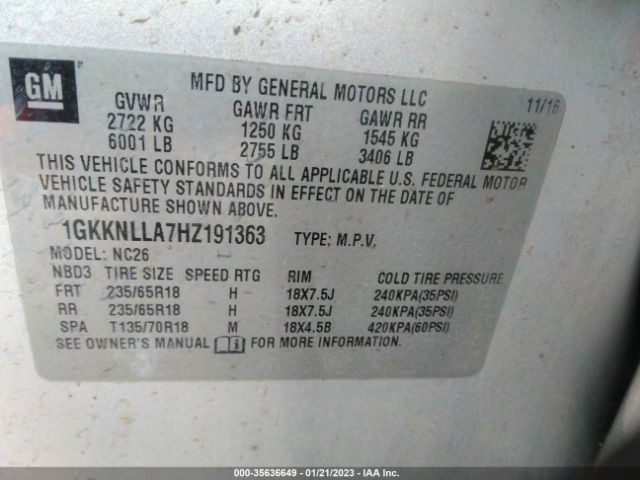 GM
MFD BY GENERAL MOTORS LLC
11/16
GVWR GAWR FRT GAWR RR
2722 KG 1250 KG 1545 KG
6001 LB 2755 LB 3406 LB
THIS VEHICLE CONFORMS TO ALL APPLICABLE U.S. FEDERAL MOTOR
VEHICLE SAFETY STANDARDS IN EFFECT ON THE DATE OF
MANUFACTURE SHOWN ABOVE.
1GKKNLLA7HZ191363 TYPE: M.P.V.
MODEL: NC26
NBD3 TIRE SIZE SPEED RTG RIM COLD TIRE PRESSURE
FRT 235/65R18 H 18X7.5J 240KPA(35PSI)
RR 235/65R18 H 18X7.5J 240KPA(35PSI)
SPA T135/70R18 M 18X4.5B 420KPA(60PSI)
SEE OWNER'S MANUAL FOR MORE INFORMATION.
000-35636649 - 01/21/2023 - IAA Inc.